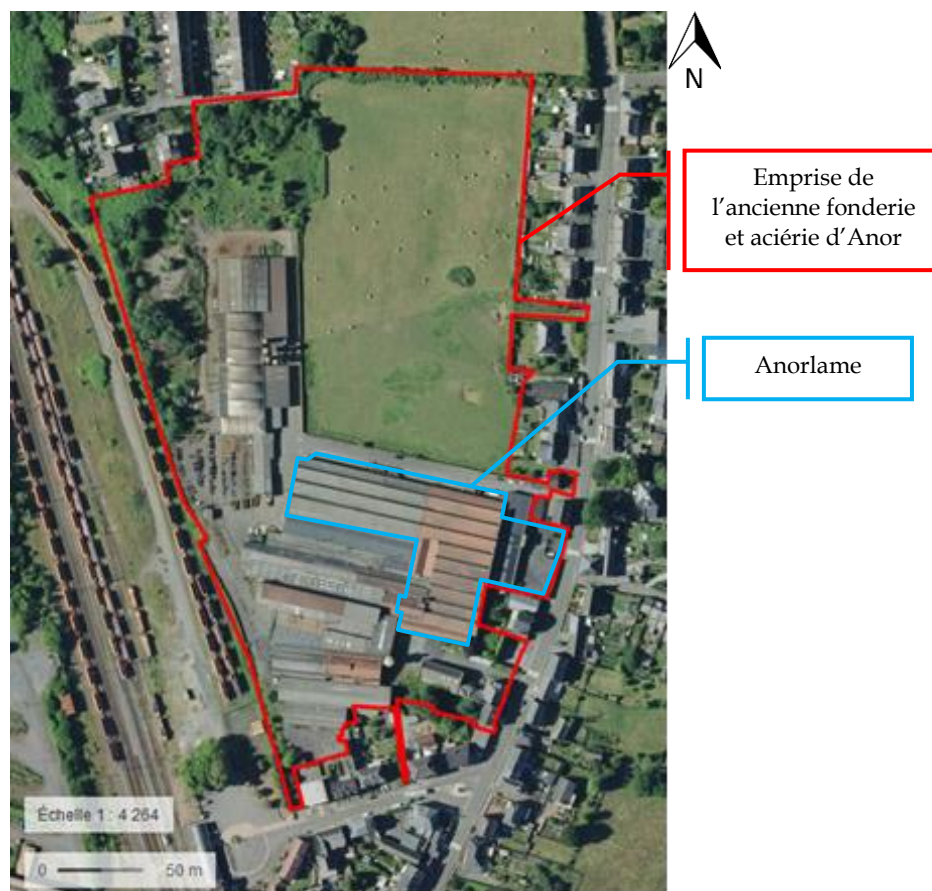 N
Emprise de
l’ancienne fonderie
et aciérie d’Anor
Anorlame
Échelle 1 : 4 264
0 50 m